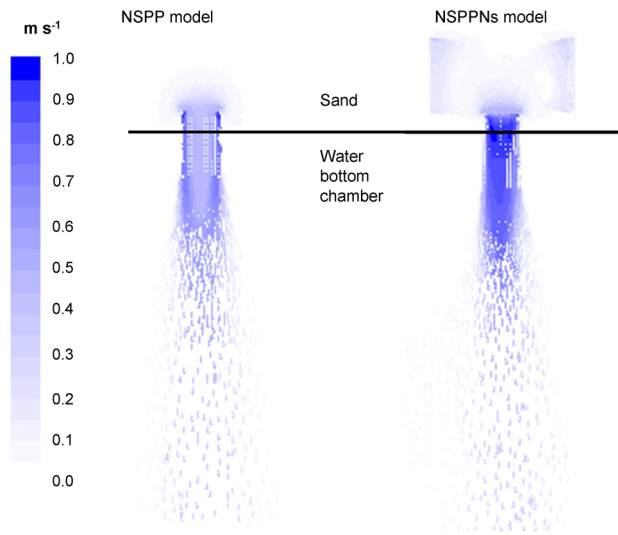 NSPP model
NSPPNs model
m s⁻¹
1.0
0.9
0.8
0.7
0.6
0.5
0.4
0.3
0.2
0.1
0.0
Sand
Water
bottom
chamber